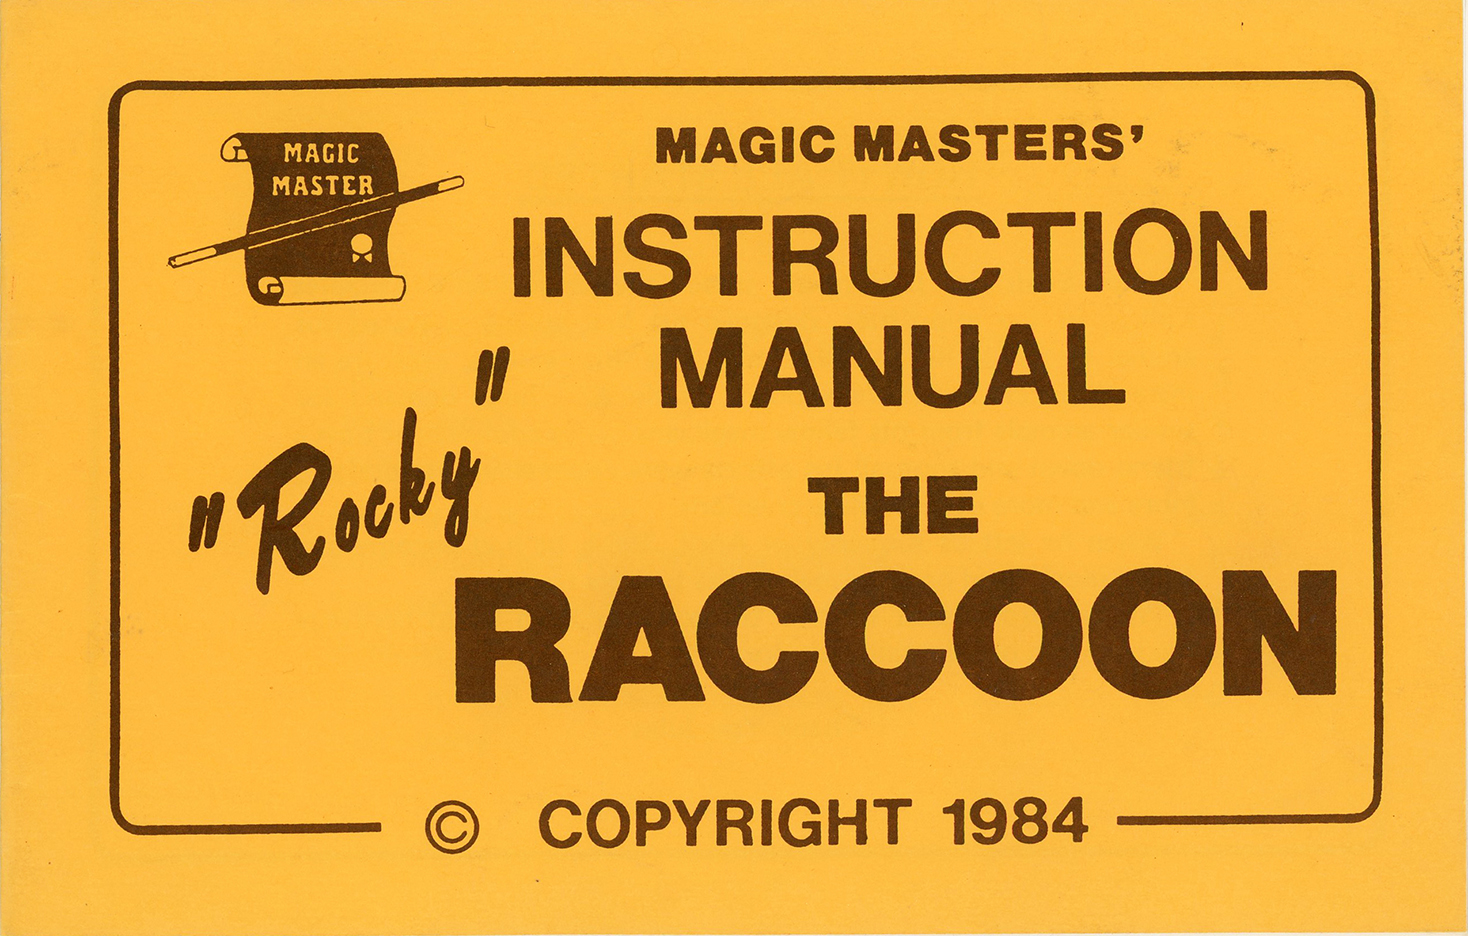 MAGIC
MASTER
MAGIC MASTERS'
INSTRUCTION
MANUAL
"Rocky"
THE
RACCOON
© COPYRIGHT 1984